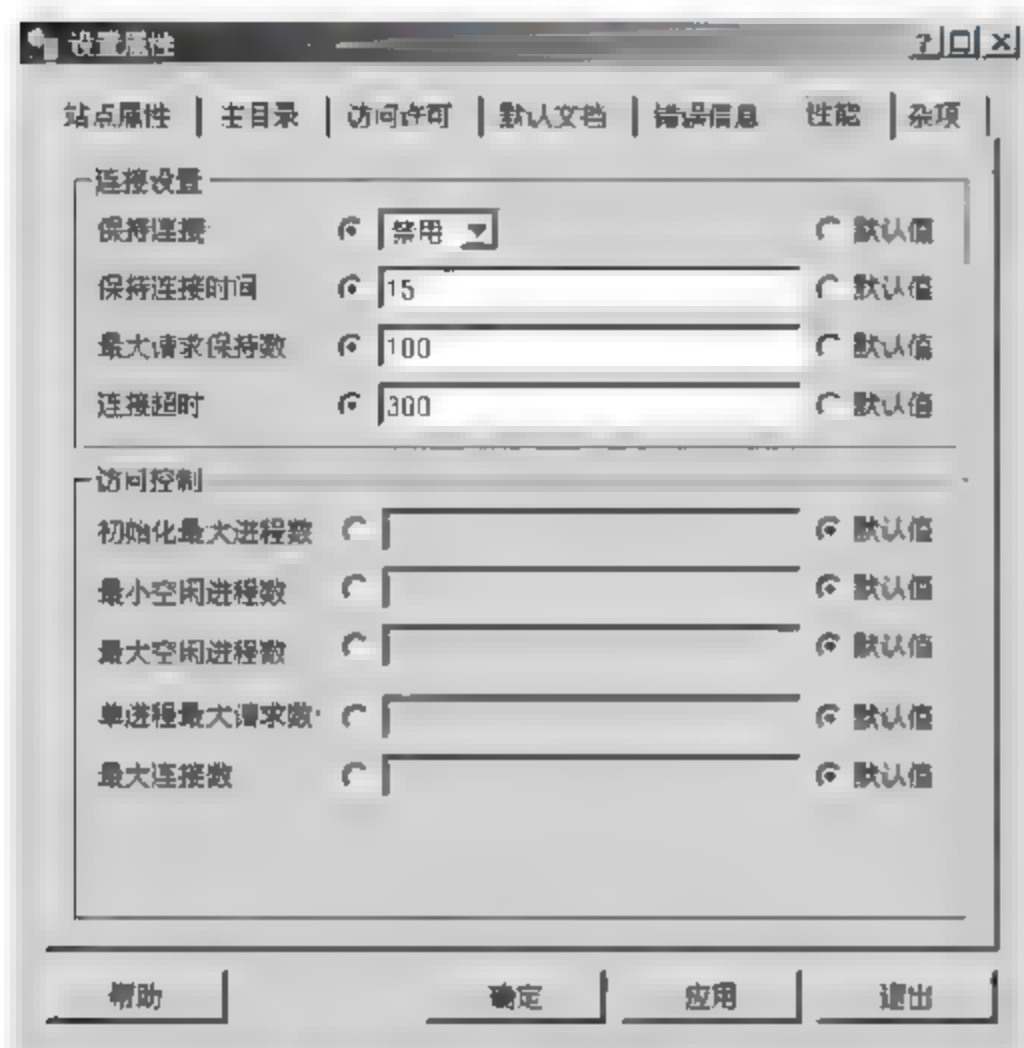 设置属性
站点属性 主目录 访问许可 默认文档 错误信息 性能 杂项
连接设置
保持连接 禁用 默认值
保持连接时间 15 默认值
最大请求保持数 100 默认值
连接超时 300 默认值
访问控制
初始化最大进程数 默认值
最小空闲进程数 默认值
最大空闲进程数 默认值
单进程最大请求数 默认值
最大连接数 默认值
帮助 确定 应用 退出